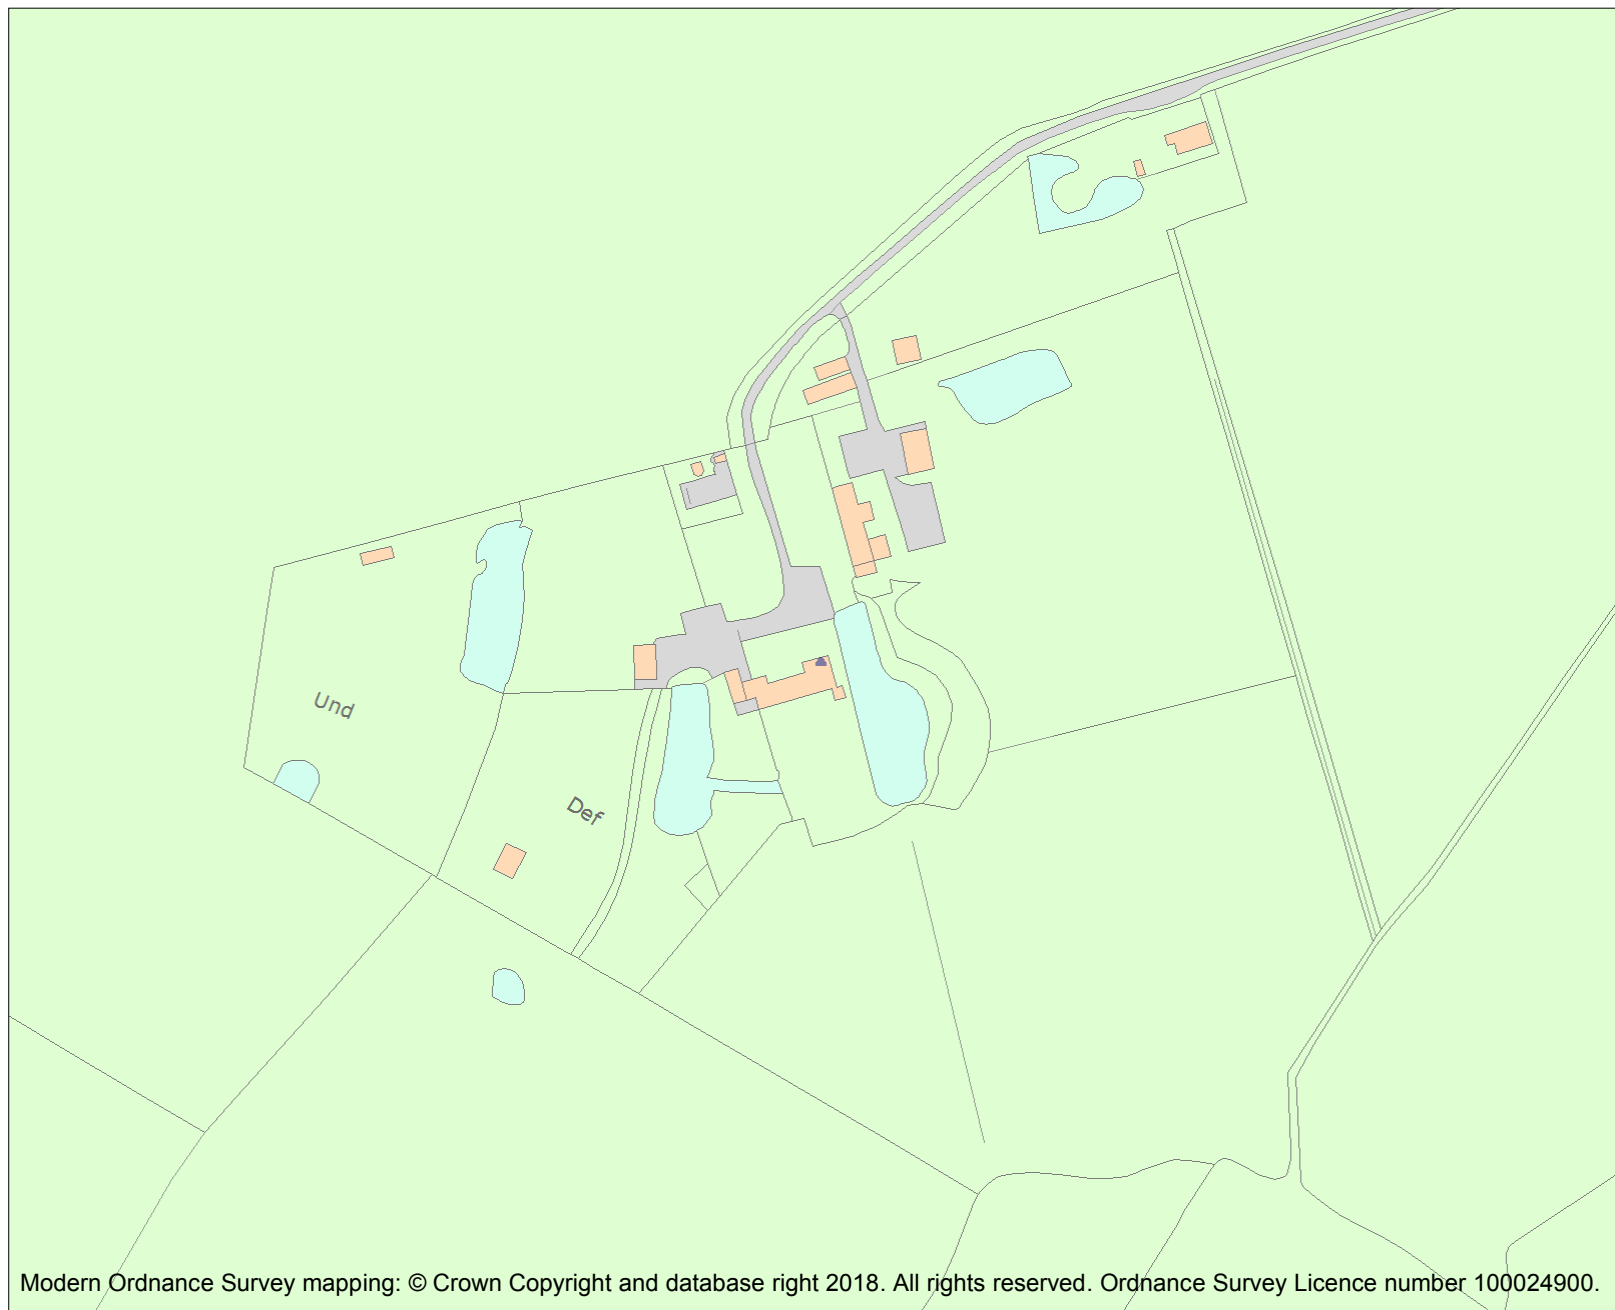 Und
Def
Modern Ordnance Survey mapping: © Crown Copyright and database right 2018. All rights reserved. Ordnance Survey Licence number 100024900.